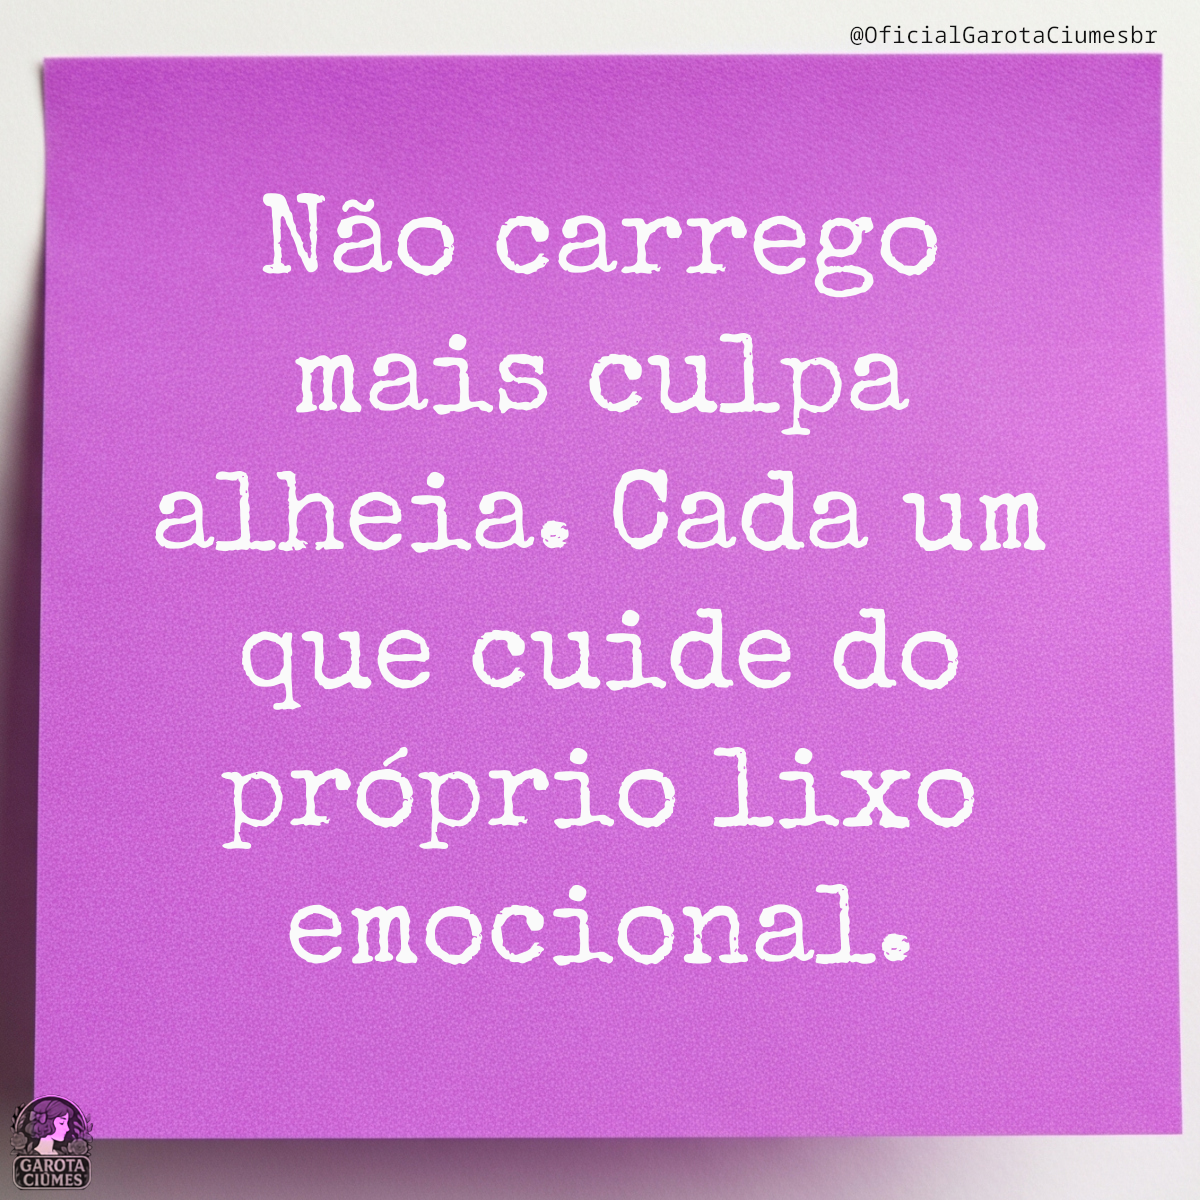 @OficialGarotaCiumesbr
Não carrego
mais culpa
alheia. Cada um
que cuide do
próprio lixo
emocional.
GAROTA
CIÚMES